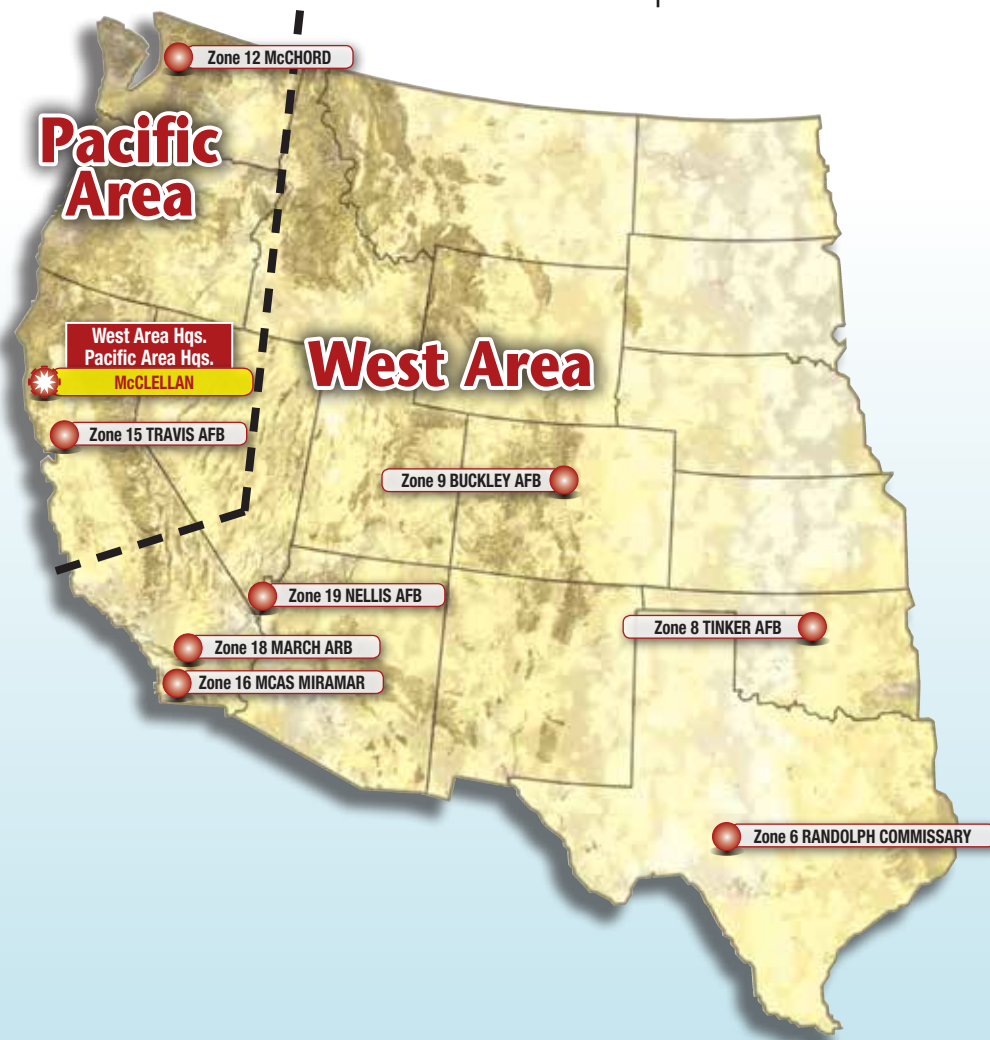 Zone 12 McCHORD
Pacific
Area
West Area Hqs.
Pacific Area Hqs.
McCLELLAN
West Area
Zone 15 TRAVIS AFB
Zone 9 BUCKLEY AFB
Zone 19 NELLIS AFB
Zone 8 TINKER AFB
Zone 18 MARCH ARB
Zone 16 MCAS MIRAMAR
Zone 6 RANDOLPH COMMISSARY